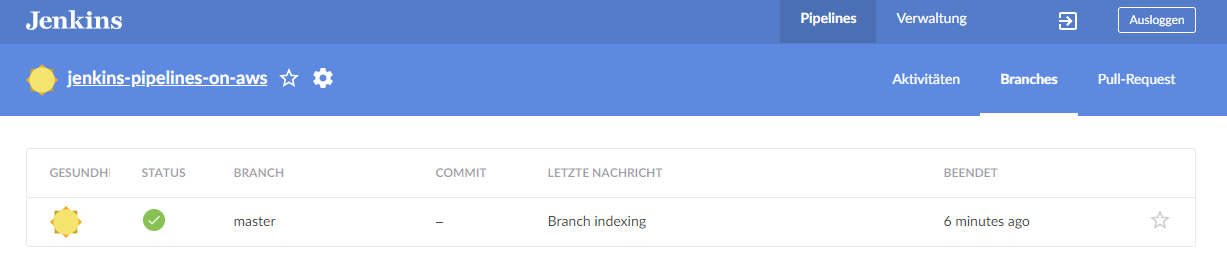 Jenkins Pipelines Verwaltung Ausloggen
jenkins-pipelines-on-aws Aktivitäten Branches Pull-Request
GESUNDHI STATUS BRANCH COMMIT LETZTE NACHRICHT BEENDET
master – Branch indexing 6 minutes ago